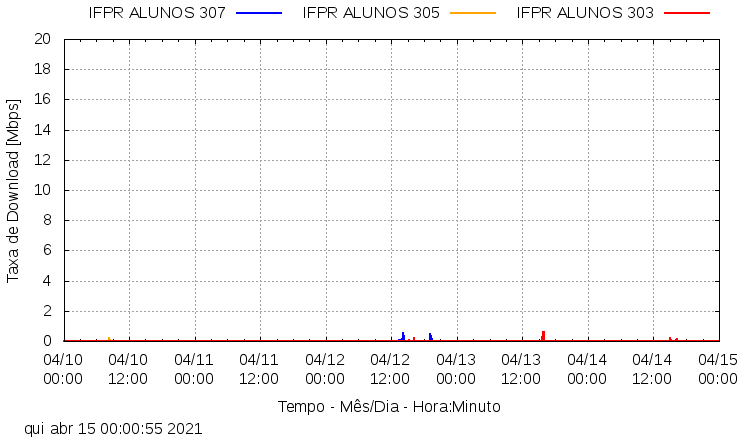 IFPR ALUNOS 307 IFPR ALUNOS 305 IFPR ALUNOS 303
Taxa de Download [Mbps]
20
18
16
14
12
10
8
6
4
2
0
04/10 04/10 04/11 04/11 04/12 04/12 04/13 04/13 04/14 04/14 04/15
00:00 12:00 00:00 12:00 00:00 12:00 00:00 12:00 00:00 12:00 00:00
Tempo - Mês/Dia - Hora:Minuto
qui abr 15 00:00:55 2021